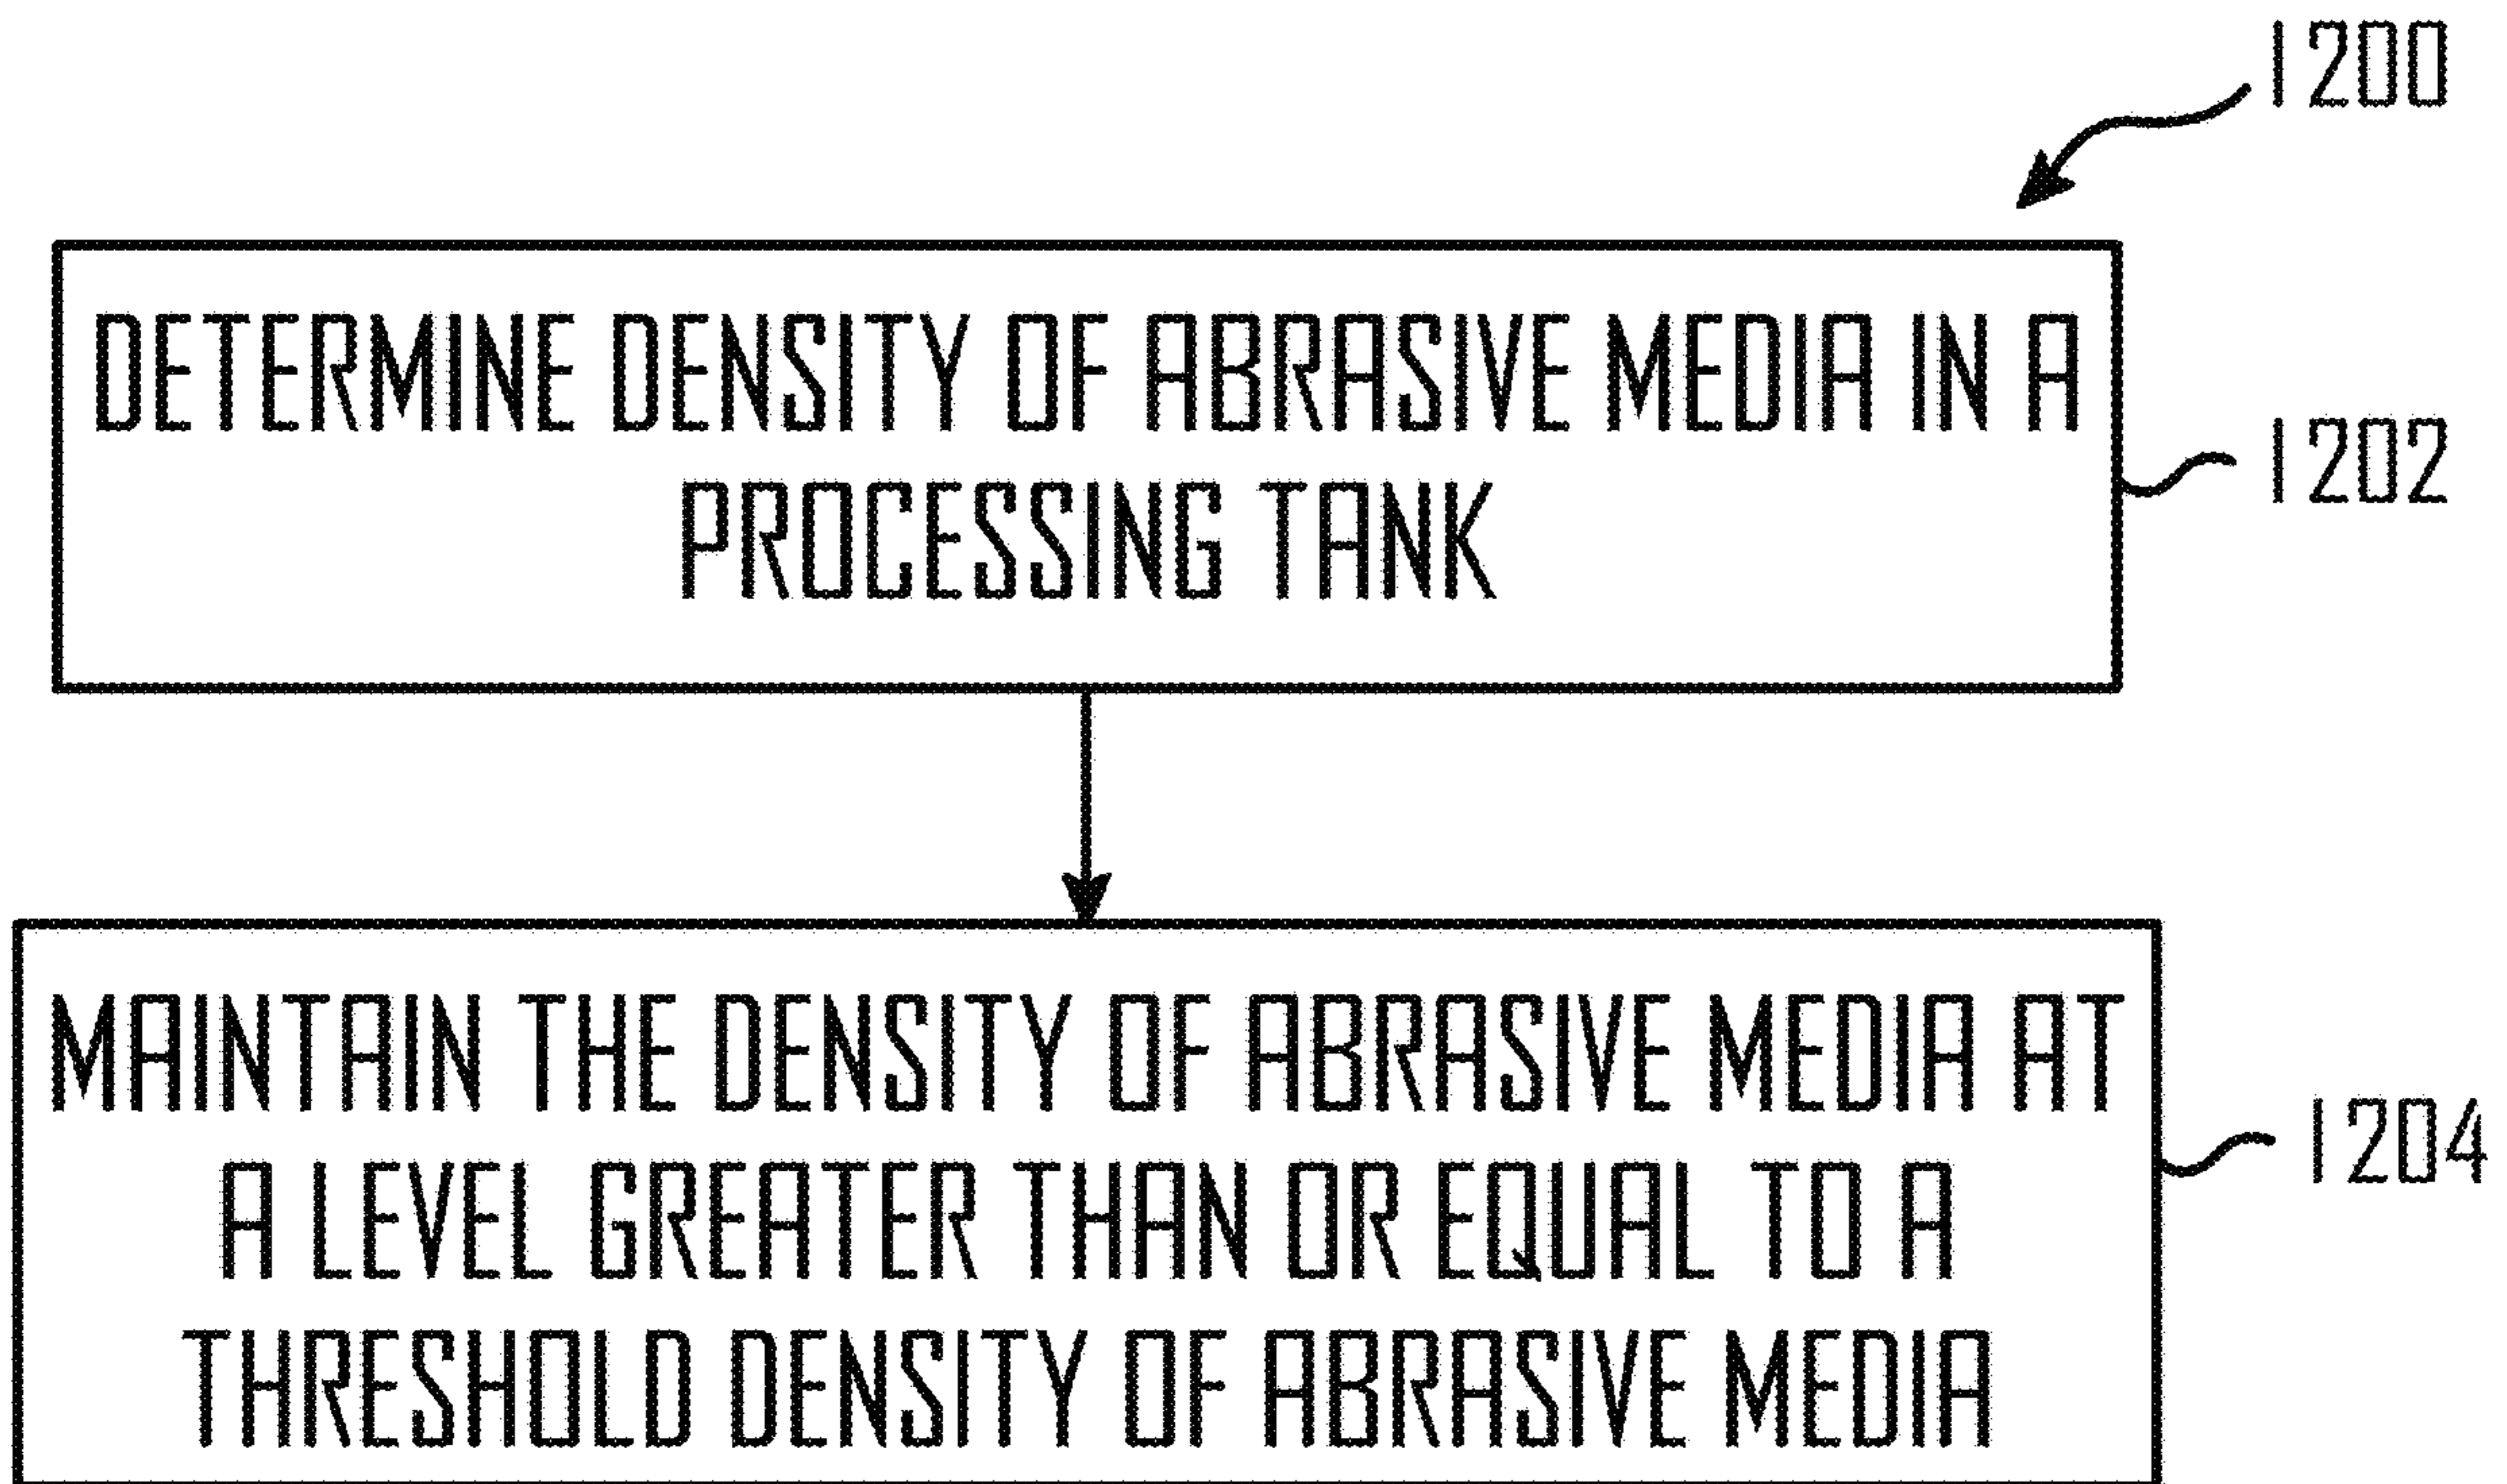 1200
DETERMINE DENSITY OF ABRASIVE MEDIA IN A
PROCESSING TANK
1202
MAINTAIN THE DENSITY OF ABRASIVE MEDIA AT
A LEVEL GREATER THAN OR EQUAL TO A
THRESHOLD DENSITY OF ABRASIVE MEDIA
1204